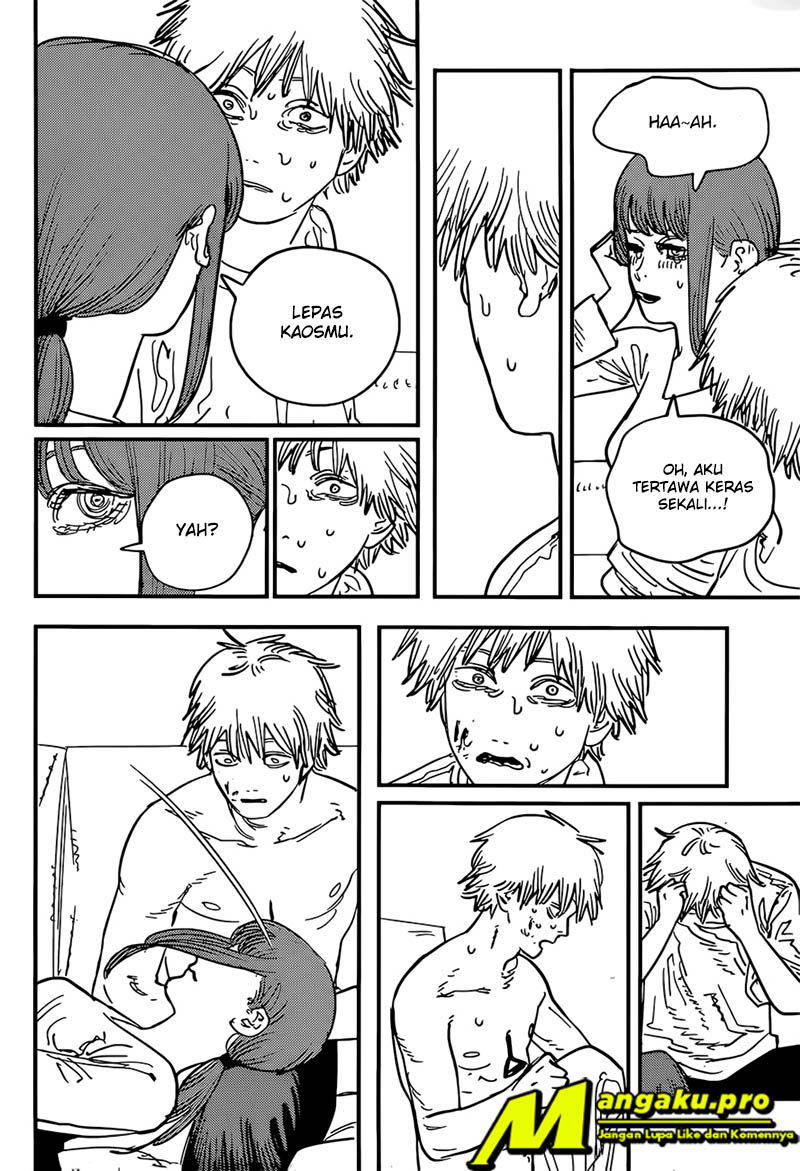 HAA~AH.
OH, AKU
TERTAWA KERAS
SEKALI...!
LEPAS
KAOSMU.
YAH?
Mangaku.pro
Jangan Lupa Like dan Komennya